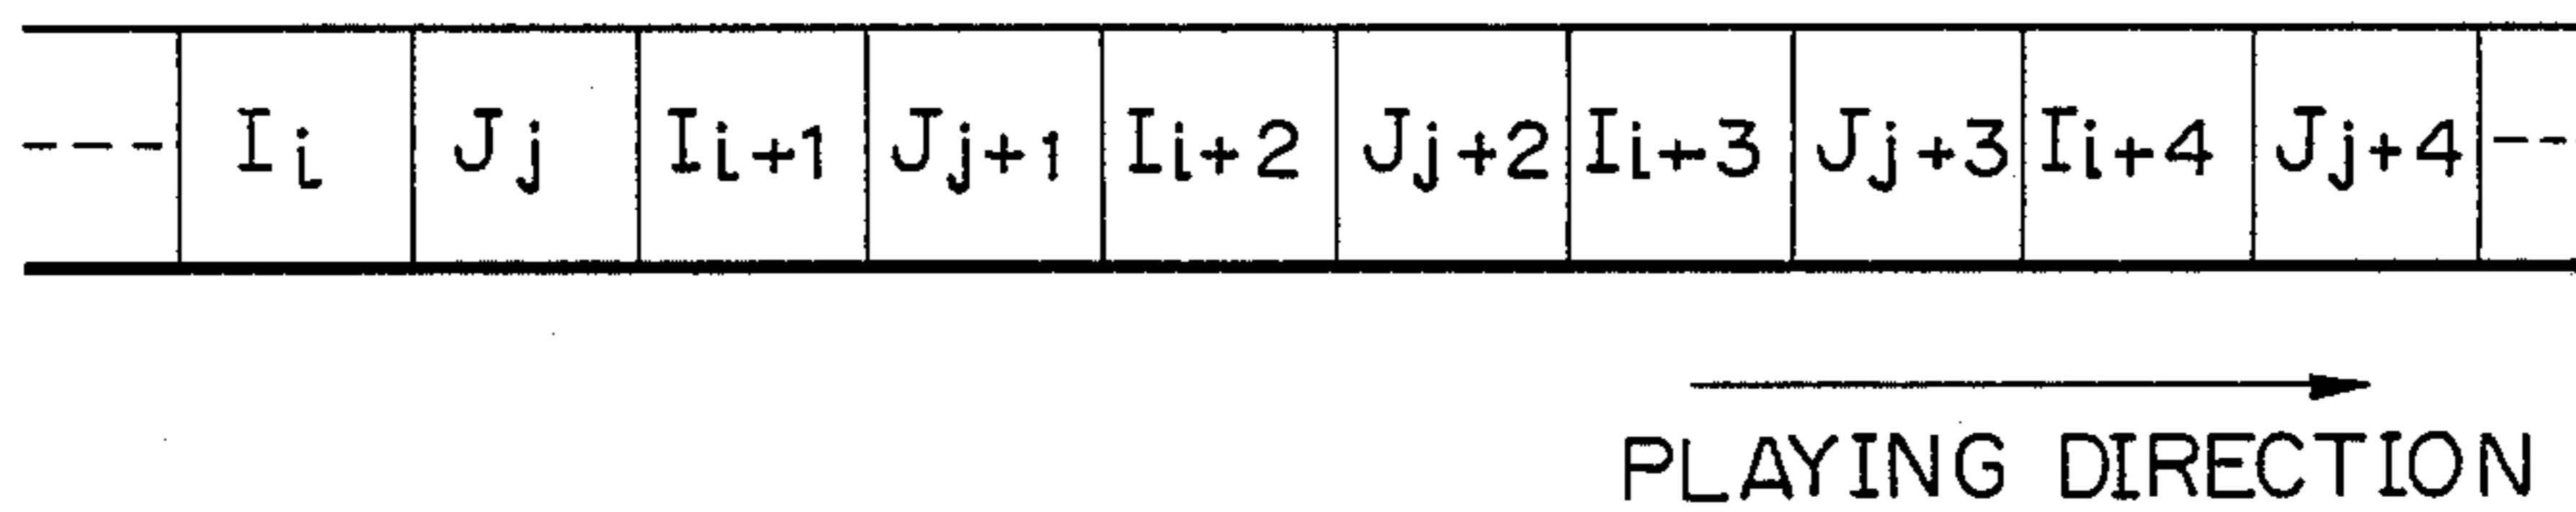 --- Ii Jj Ii+1 Jj+1 Ii+2 Jj+2 Ii+3 Jj+3 Ii+4 Jj+4 --
PLAYING DIRECTION